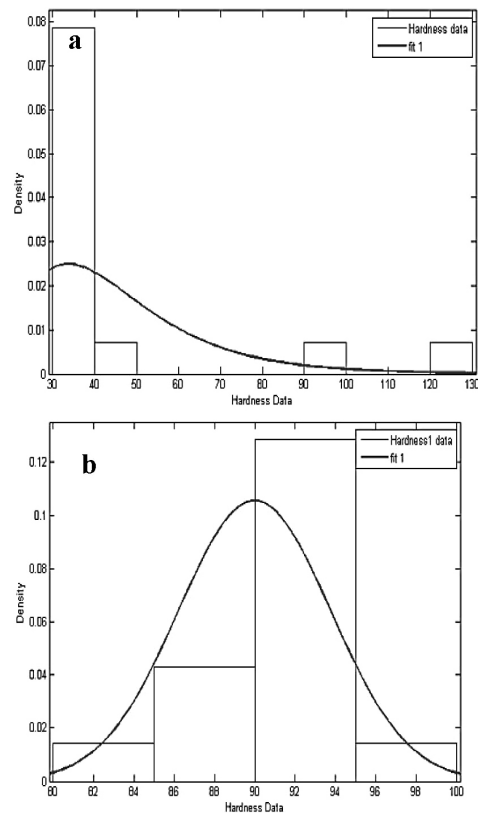 a
Hardness data
fit 1
0.08
0.07
0.06
0.05
0.04
0.03
0.02
0.01
0
Density
30 40 50 60 70 80 90 100 110 120 130
Hardness Data
b
Hardness1 data
fit 1
0.12
0.1
0.08
0.06
0.04
0.02
0
Density
80 82 84 86 88 90 92 94 96 98 100
Hardness Data